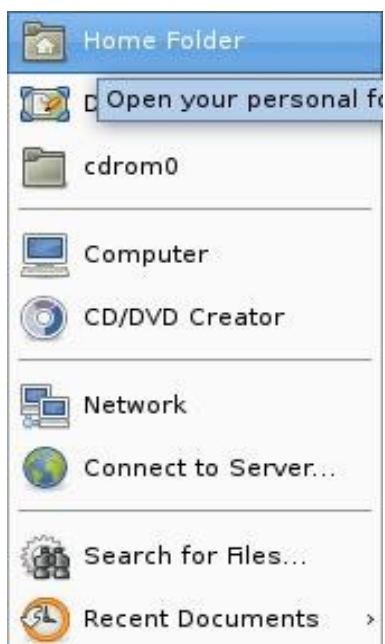 Home Folder
Open your personal
cdrom0
Computer
CD/DVD Creator
Network
Connect to Server...
Search for Files...
Recent Documents